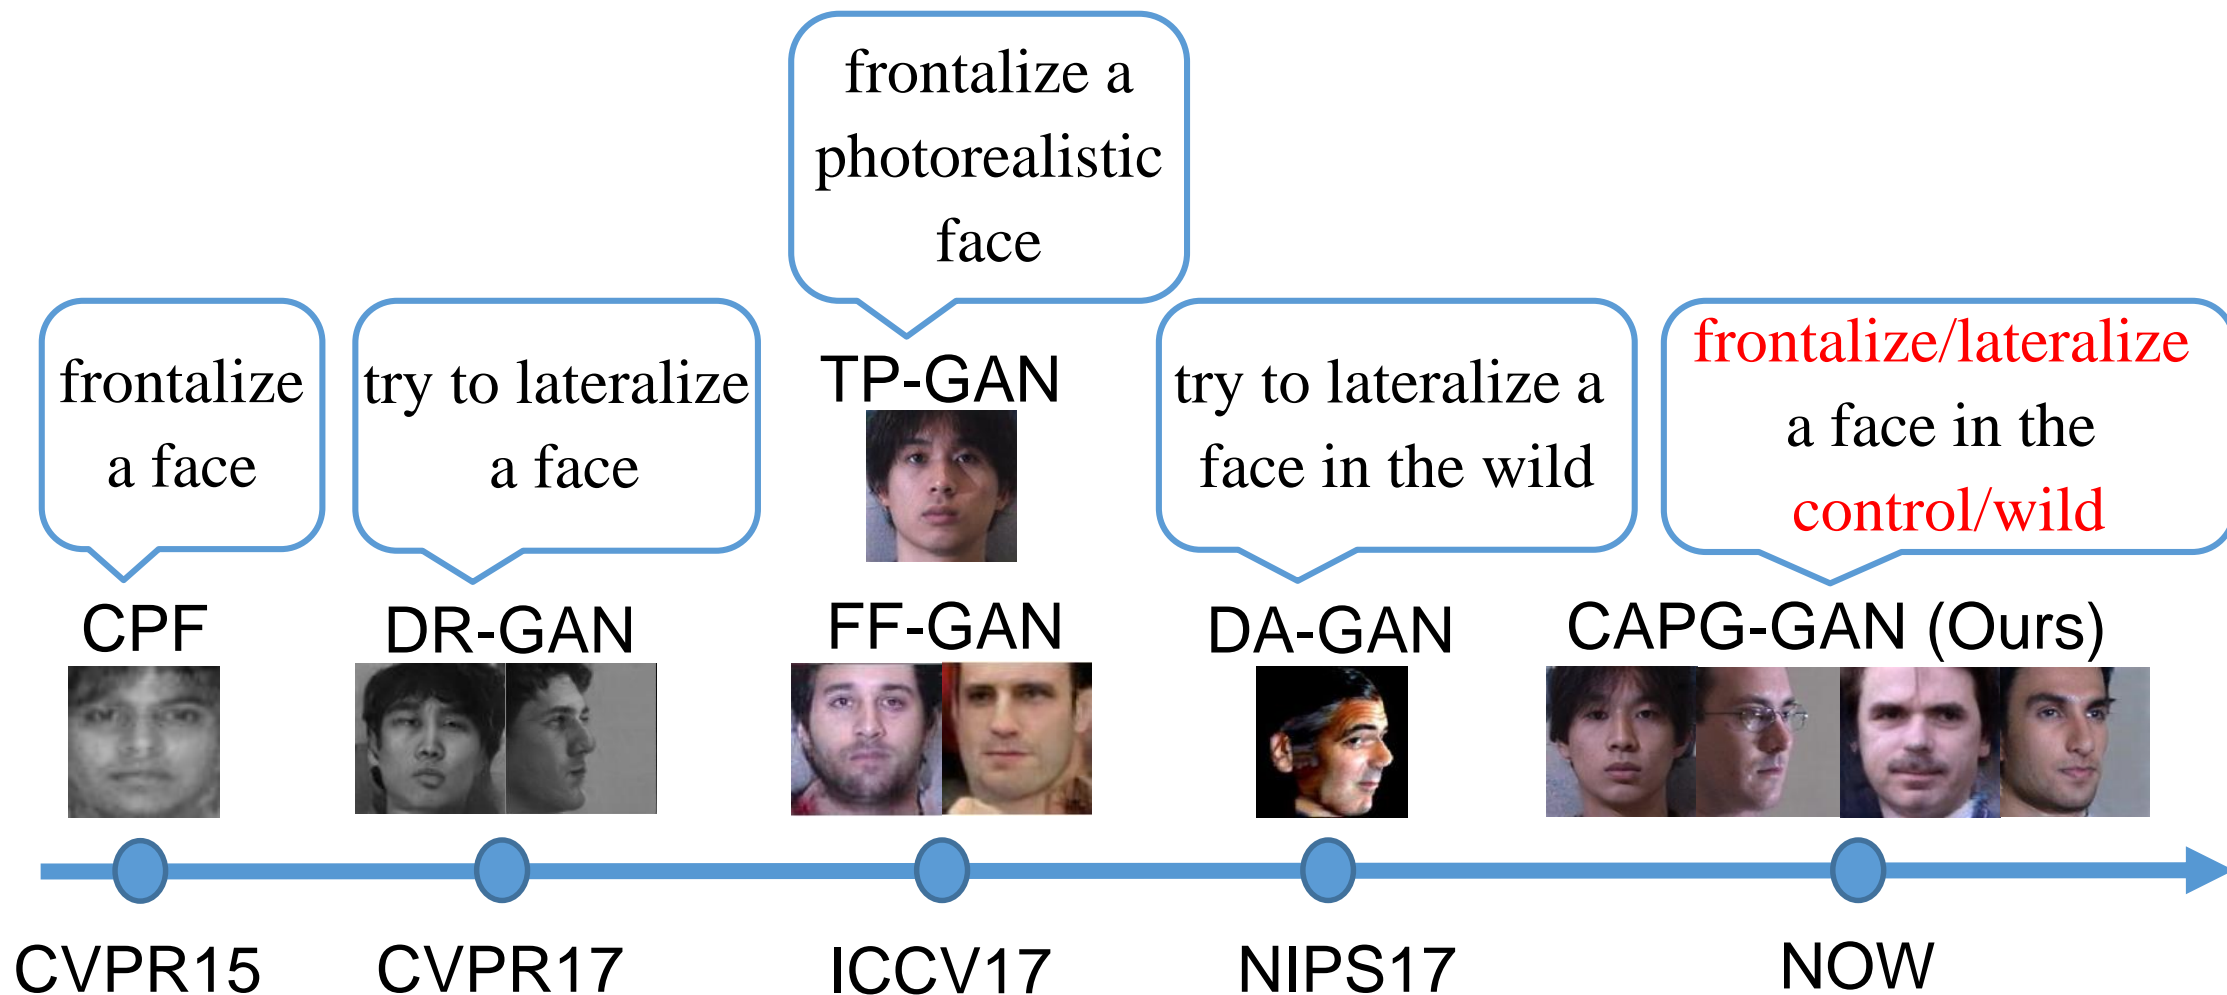 frontalize a
photorealistic
face
frontalize
a face
try to lateralize
a face
TP-GAN
try to lateralize a
face in the wild
frontalize/lateralize
a face in the
control/wild
CPF
DR-GAN
FF-GAN
DA-GAN
CAPG-GAN (Ours)
CVPR15
CVPR17
ICCV17
NIPS17
NOW